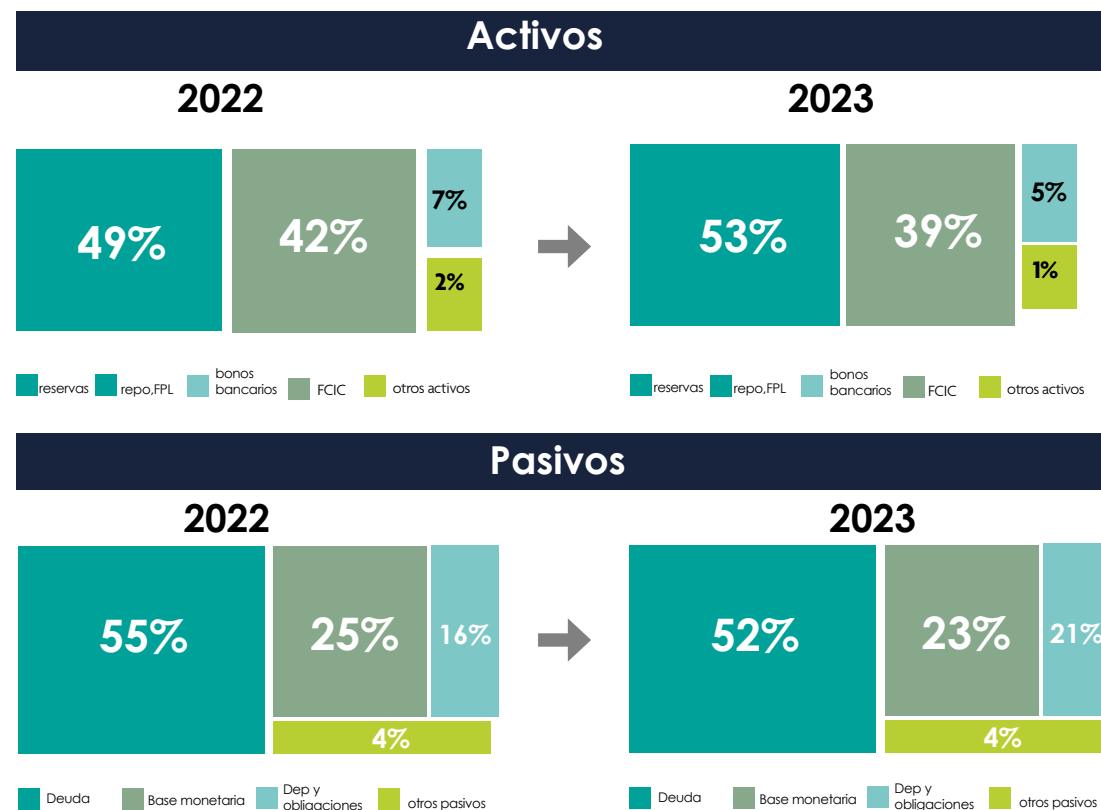 Activos
2022
2023
49%
42%
7%
2%
53%
39%
5%
1%
reservas
repo,FPL
bonos
bancarios
FCIC
otros activos
reservas
repo,FPL
bonos
bancarios
FCIC
otros activos
Pasivos
2022
2023
55%
25%
16%
4%
52%
23%
21%
4%
Deuda
Base monetaria
Dep y
obligaciones
otros pasivos
Deuda
Base monetaria
Dep y
obligaciones
otros pasivos